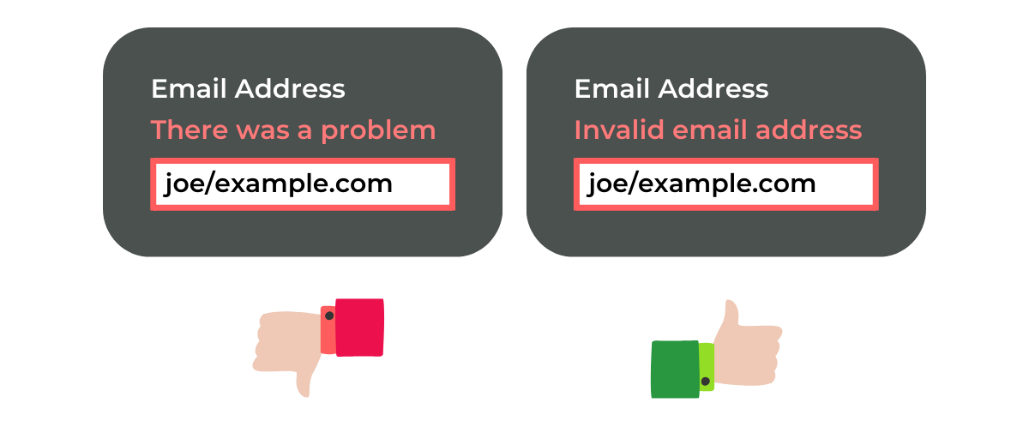 Email Address
There was a problem
joe/example.com
Email Address
Invalid email address
joe/example.com